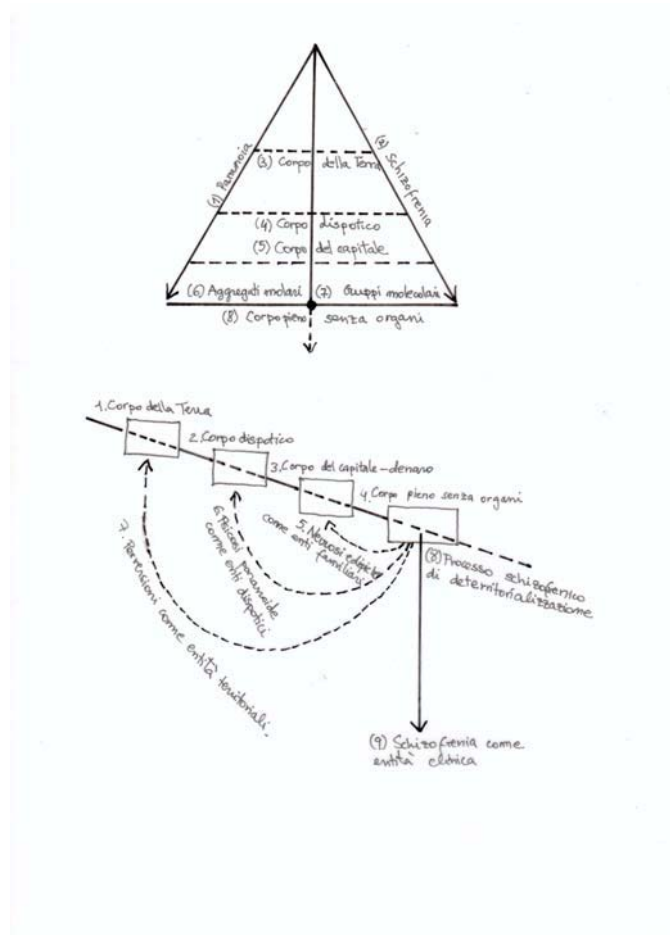 (1) Paranoia
(2) Schizofrenia
(3) Corpo della Terra
(4) Corpo dispotico
(5) Corpo del capitale
(6) Aggregati molari (7) Gruppi molecolari
(8) Corpo pieno senza organi
1. Corpo della Terra
2. Corpo dispotico
3. Corpo del capitale-denaro
4. Corpo pieno senza organi
5. Neurosi edipiche
come enti familiari
6. Psicosi paranoide
come enti dispotici
7. Perversioni come entità territoriali.
(8) Processo schizofrenico
di deterritorializzazione
(9) Schizofrenia come
entità clinica